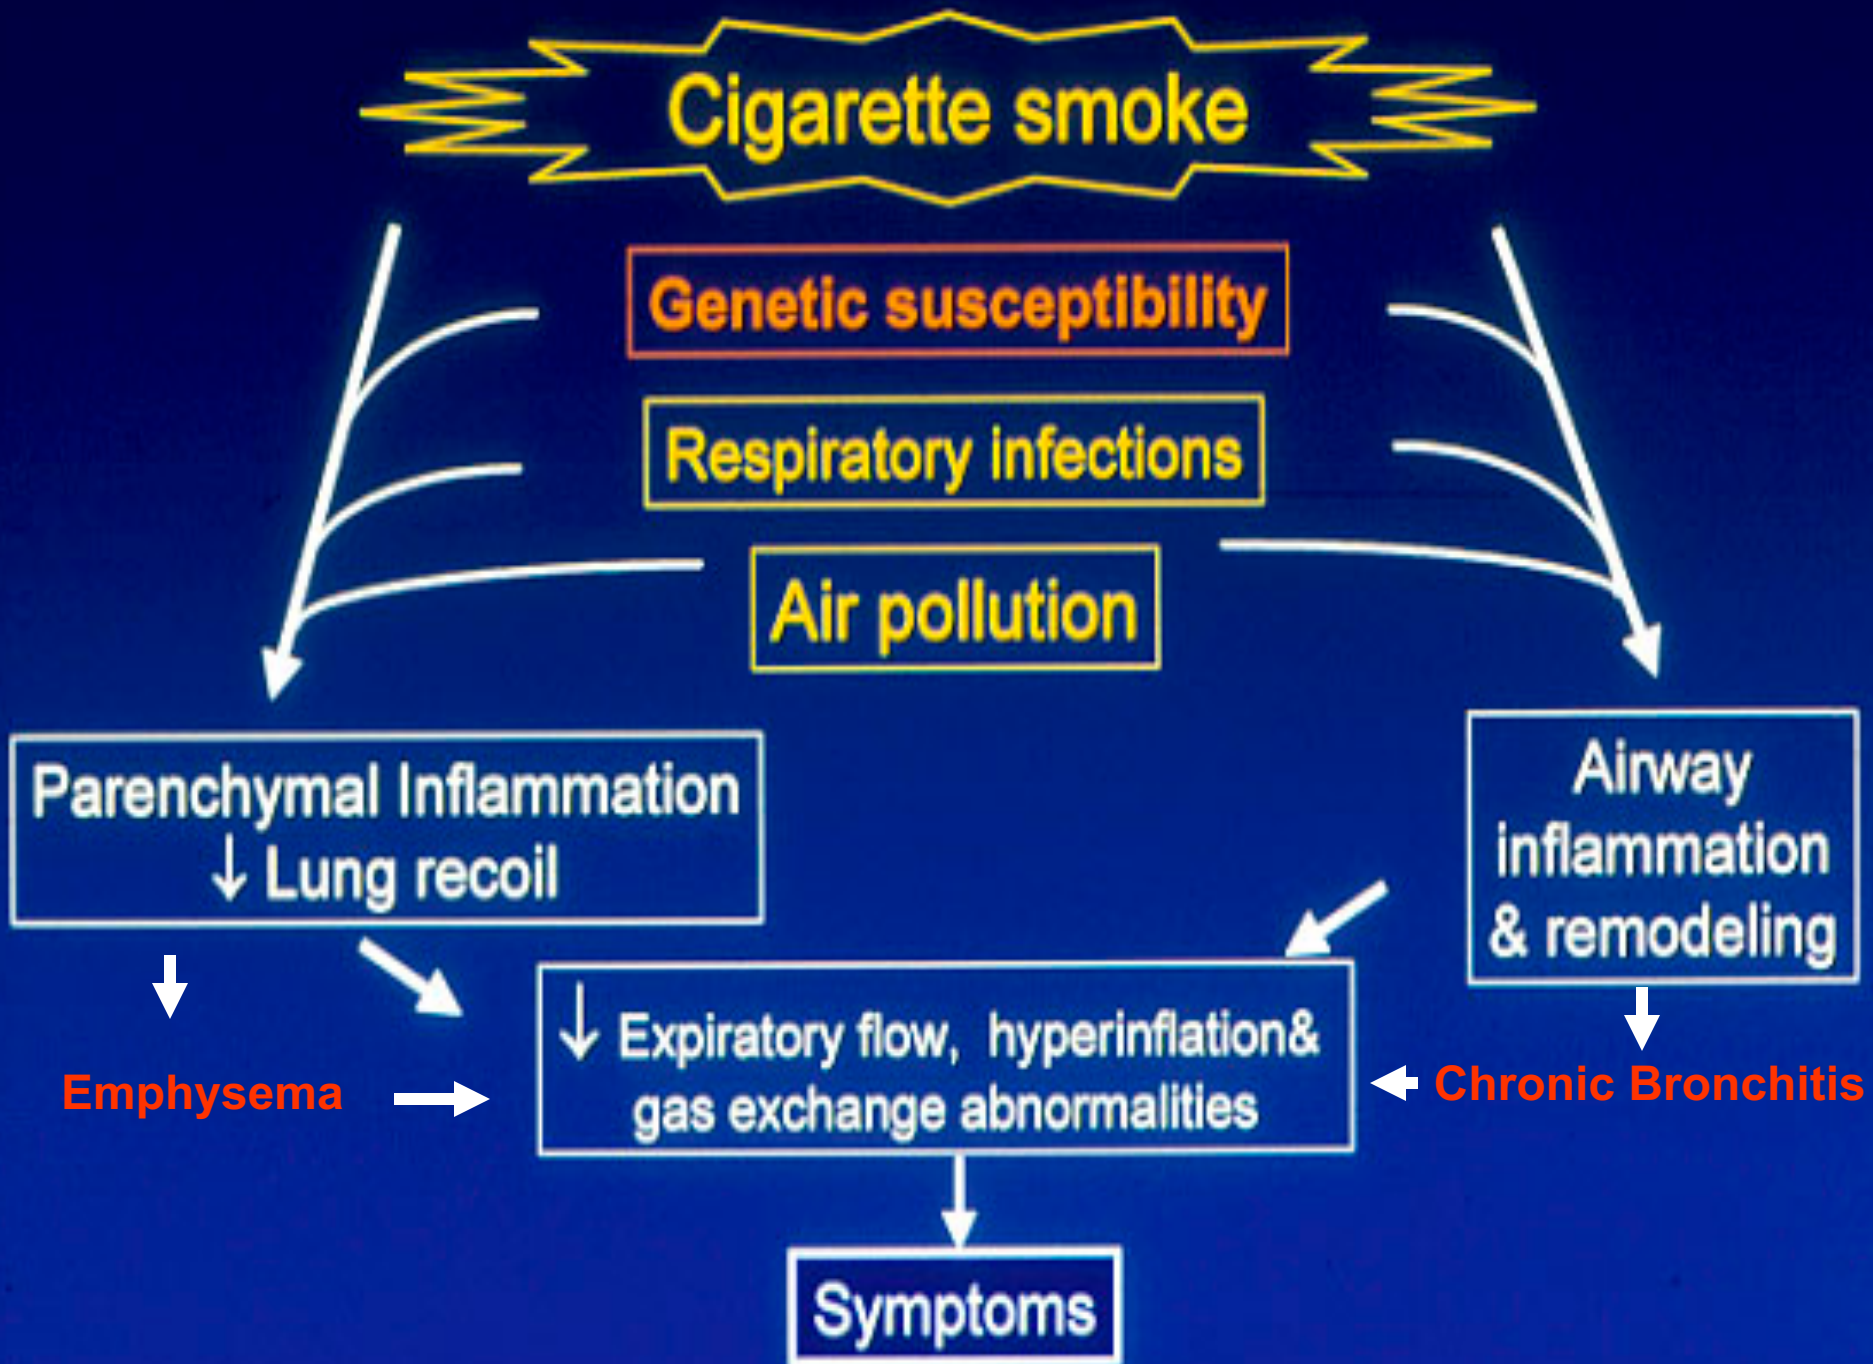 Cigarette smoke
Genetic susceptibility
Respiratory infections
Air pollution
Parenchymal Inflammation
↓ Lung recoil
Airway
inflammation
& remodeling
↓ Expiratory flow, hyperinflation&
gas exchange abnormalities
Emphysema
Chronic Bronchitis
Symptoms